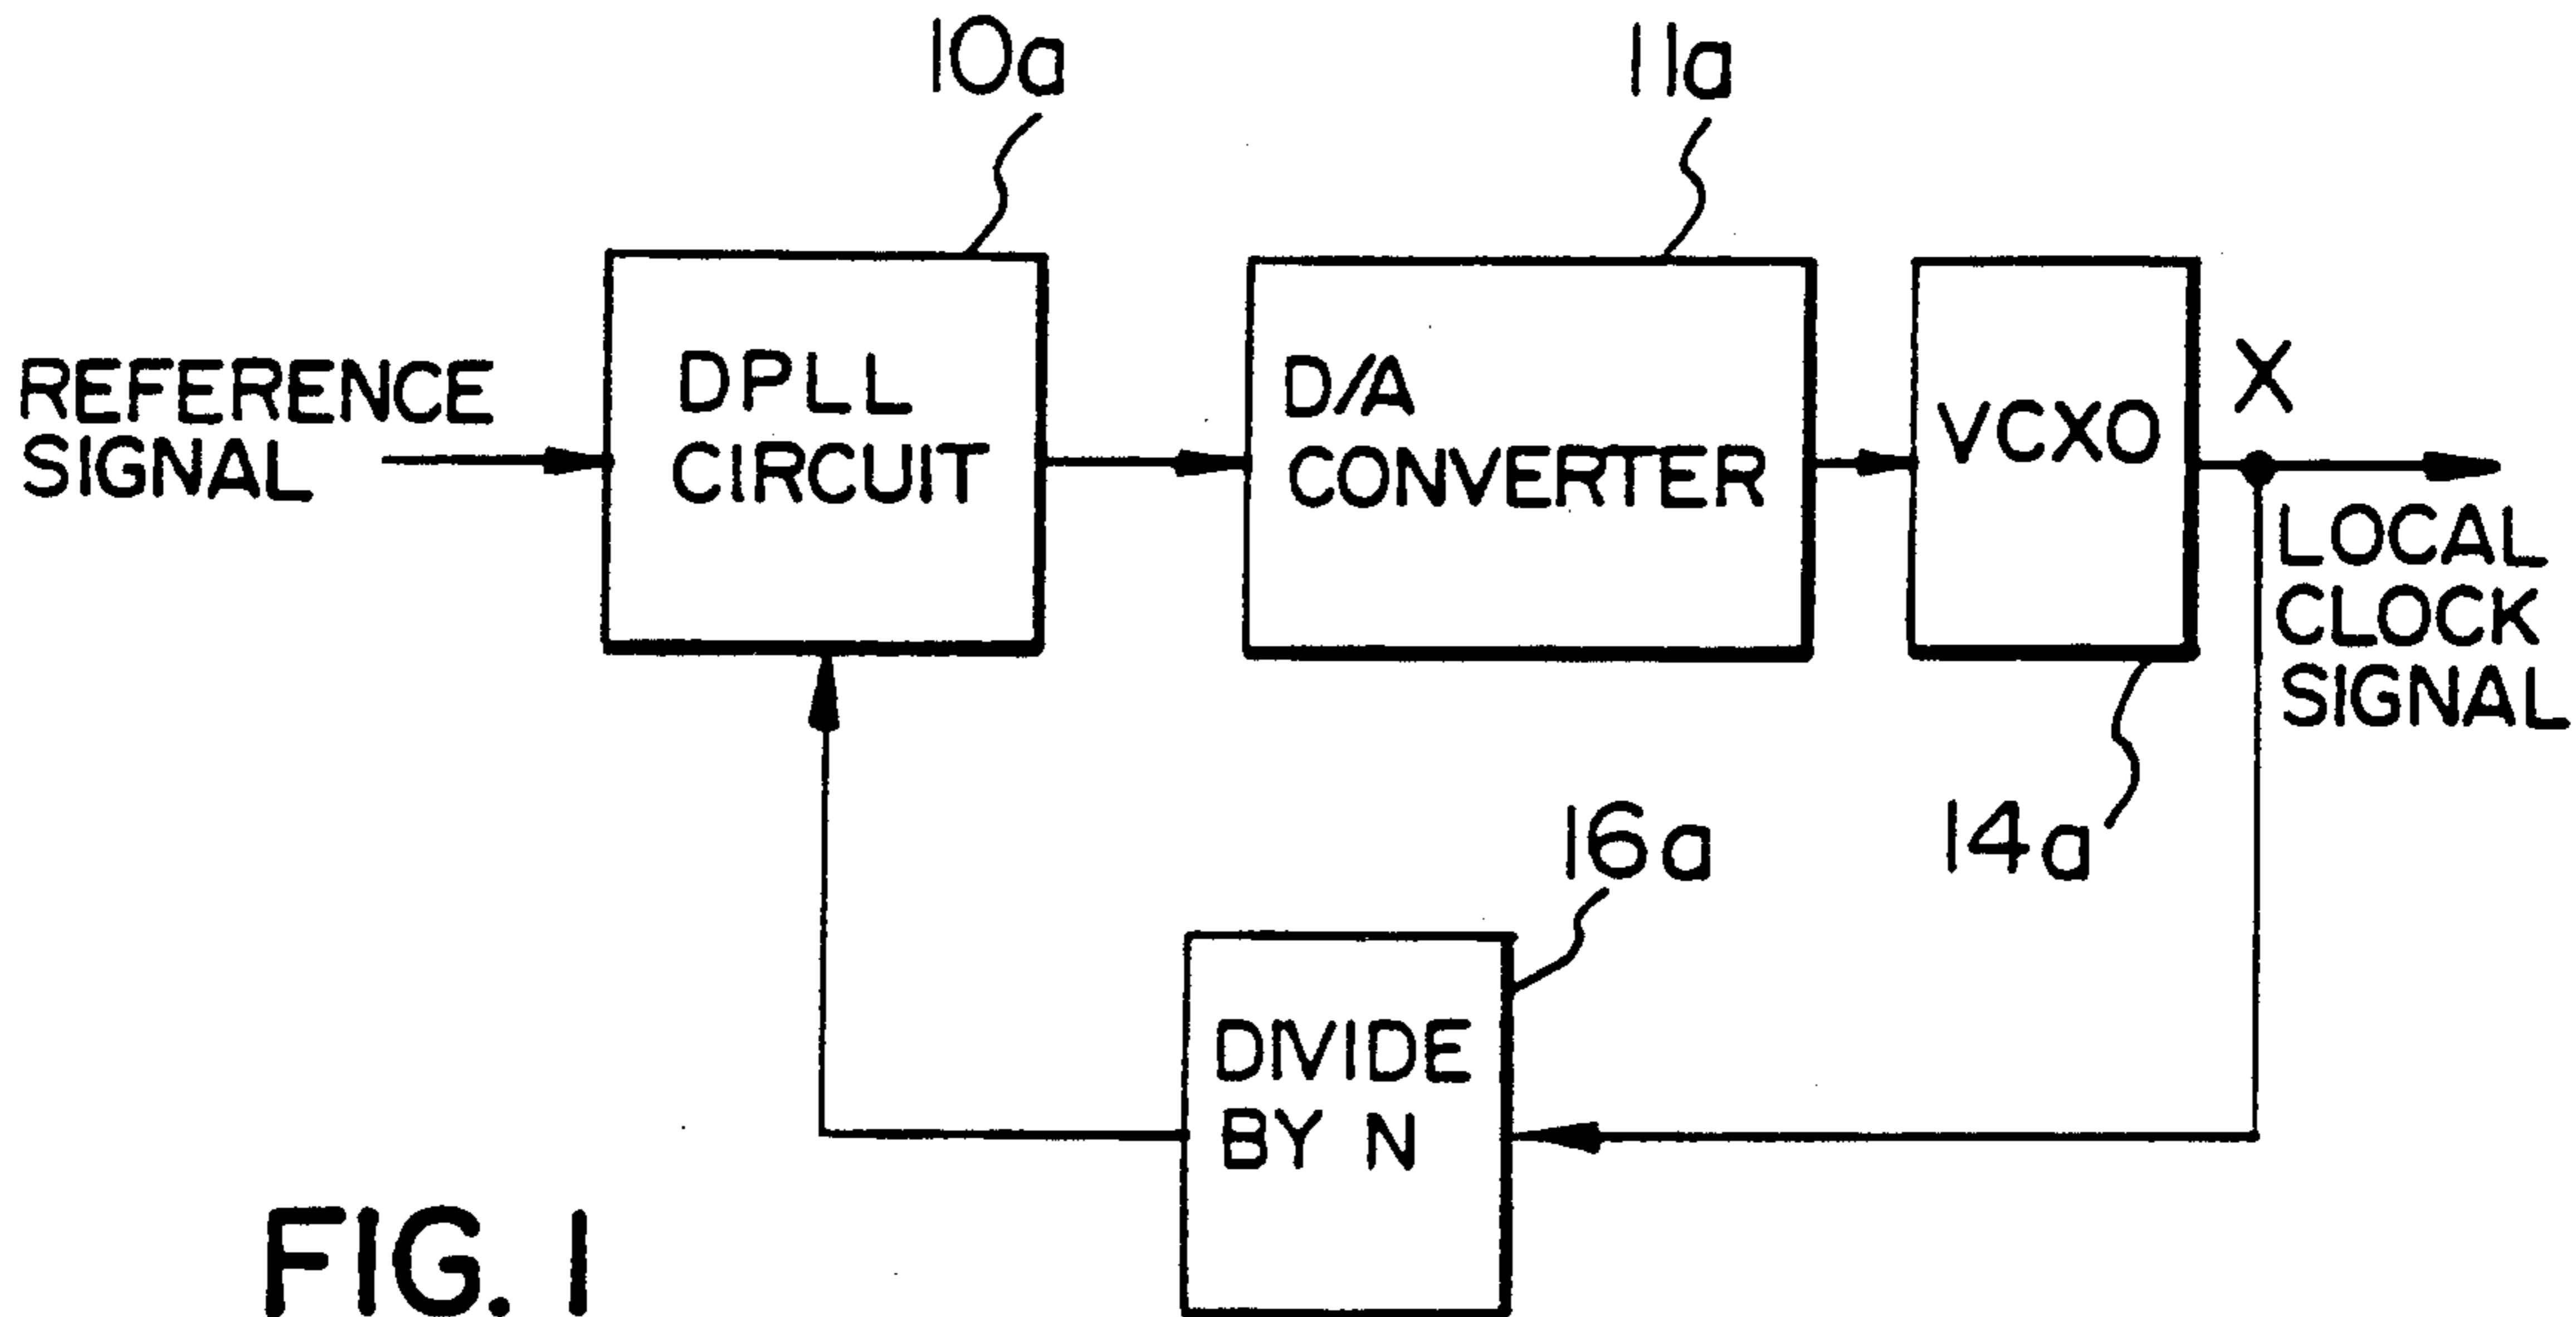 10a
11a
REFERENCE
SIGNAL
DPLL
CIRCUIT
D/A
CONVERTER
VCXO
X
LOCAL
CLOCK
SIGNAL
14a
16a
DIVIDE
BY N
FIG. 1